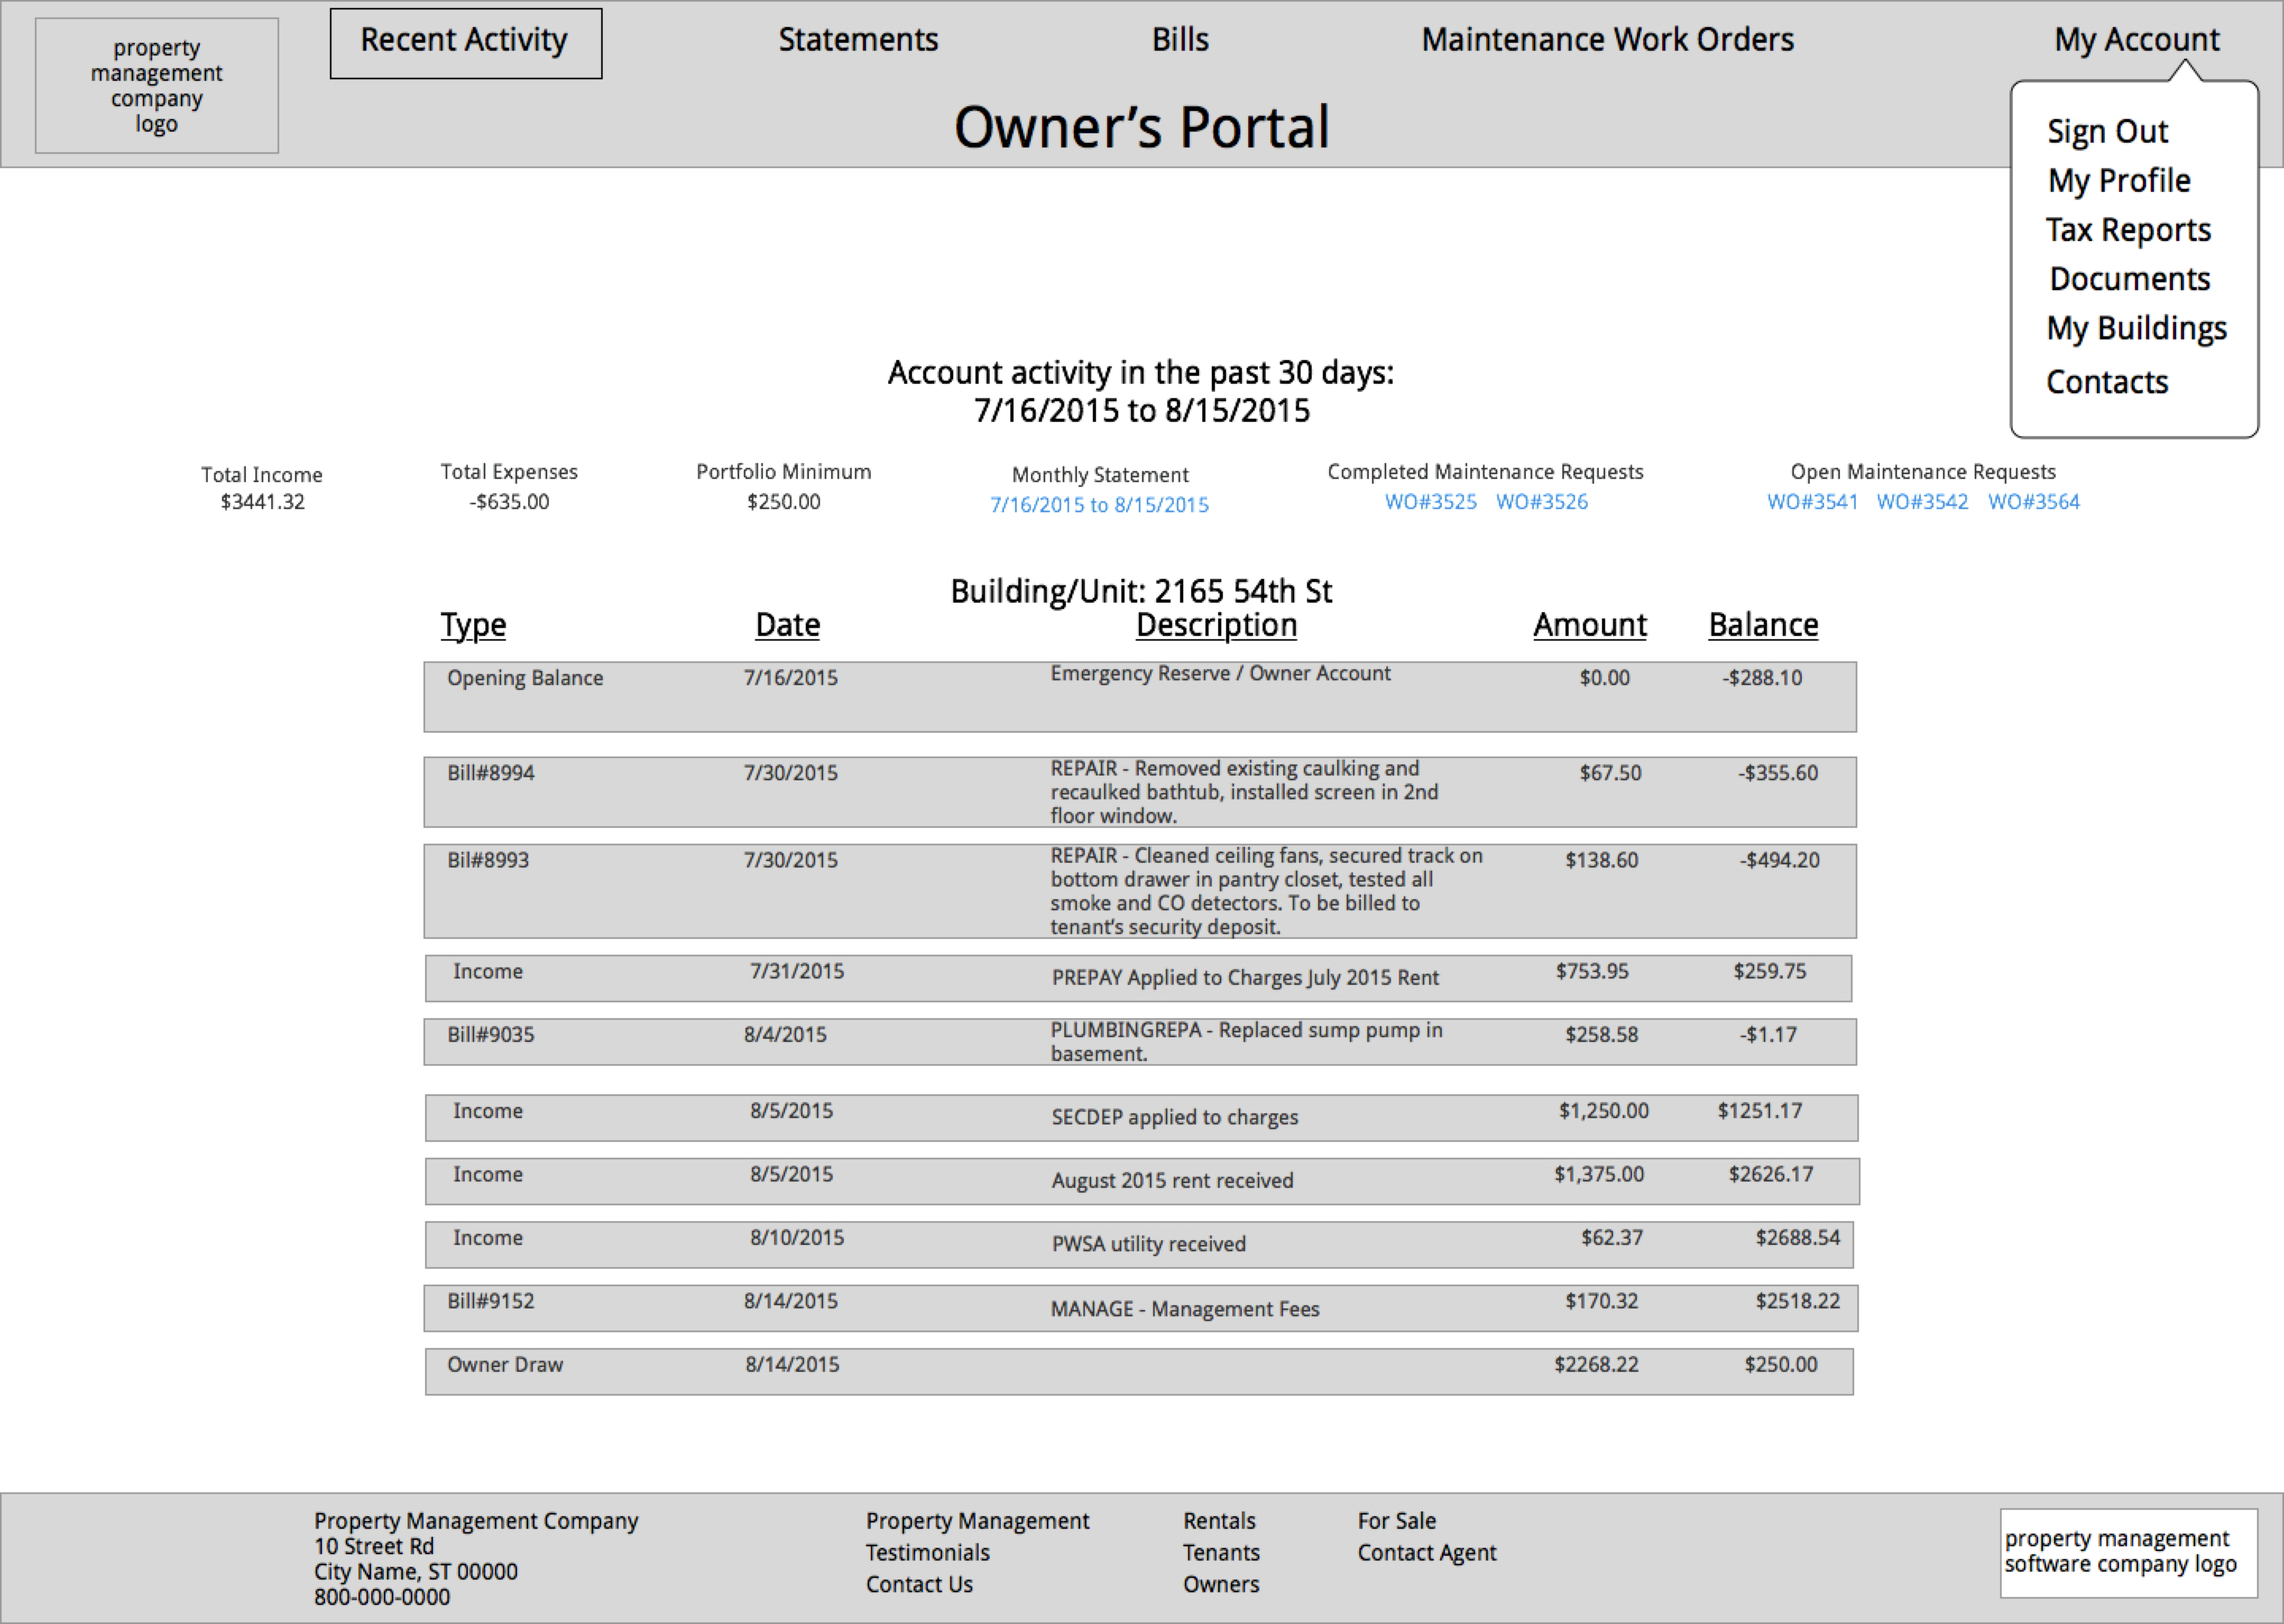 property
management
company
logo
Recent Activity
Statements
Bills
Maintenance Work Orders
My Account
Owner’s Portal
Sign Out
My Profile
Tax Reports
Documents
My Buildings
Contacts
Account activity in the past 30 days:
7/16/2015 to 8/15/2015
Total Income
$3441.32
Total Expenses
-$635.00
Portfolio Minimum
$250.00
Monthly Statement
7/16/2015 to 8/15/2015
Completed Maintenance Requests
WO#3525 WO#3526
Open Maintenance Requests
WO#3541 WO#3542 WO#3564
Building/Unit: 2165 54th St
Type Date Description Amount Balance
Opening Balance 7/16/2015 Emergency Reserve / Owner Account $0.00 -$288.10
Bill#8994 7/30/2015 REPAIR - Removed existing caulking and $67.50 -$355.60
recaulked bathtub, installed screen in 2nd
floor window.
Bil#8993 7/30/2015 REPAIR - Cleaned ceiling fans, secured track on $138.60 -$494.20
bottom drawer in pantry closet, tested all
smoke and CO detectors. To be billed to
tenant's security deposit.
Income 7/31/2015 PREPAY Applied to Charges July 2015 Rent $753.95 $259.75
Bill#9035 8/4/2015 PLUMBINGREPA - Replaced sump pump in $258.58 -$1.17
basement.
Income 8/5/2015 SECDEP applied to charges $1,250.00 $1251.17
Income 8/5/2015 August 2015 rent received $1,375.00 $2626.17
Income 8/10/2015 PWSA utility received $62.37 $2688.54
Bill#9152 8/14/2015 MANAGE - Management Fees $170.32 $2518.22
Owner Draw 8/14/2015 $2268.22 $250.00
Property Management Company
10 Street Rd
City Name, ST 00000
800-000-0000
Property Management
Testimonials
Contact Us
Rentals
Tenants
Owners
For Sale
Contact Agent
property management
software company logo